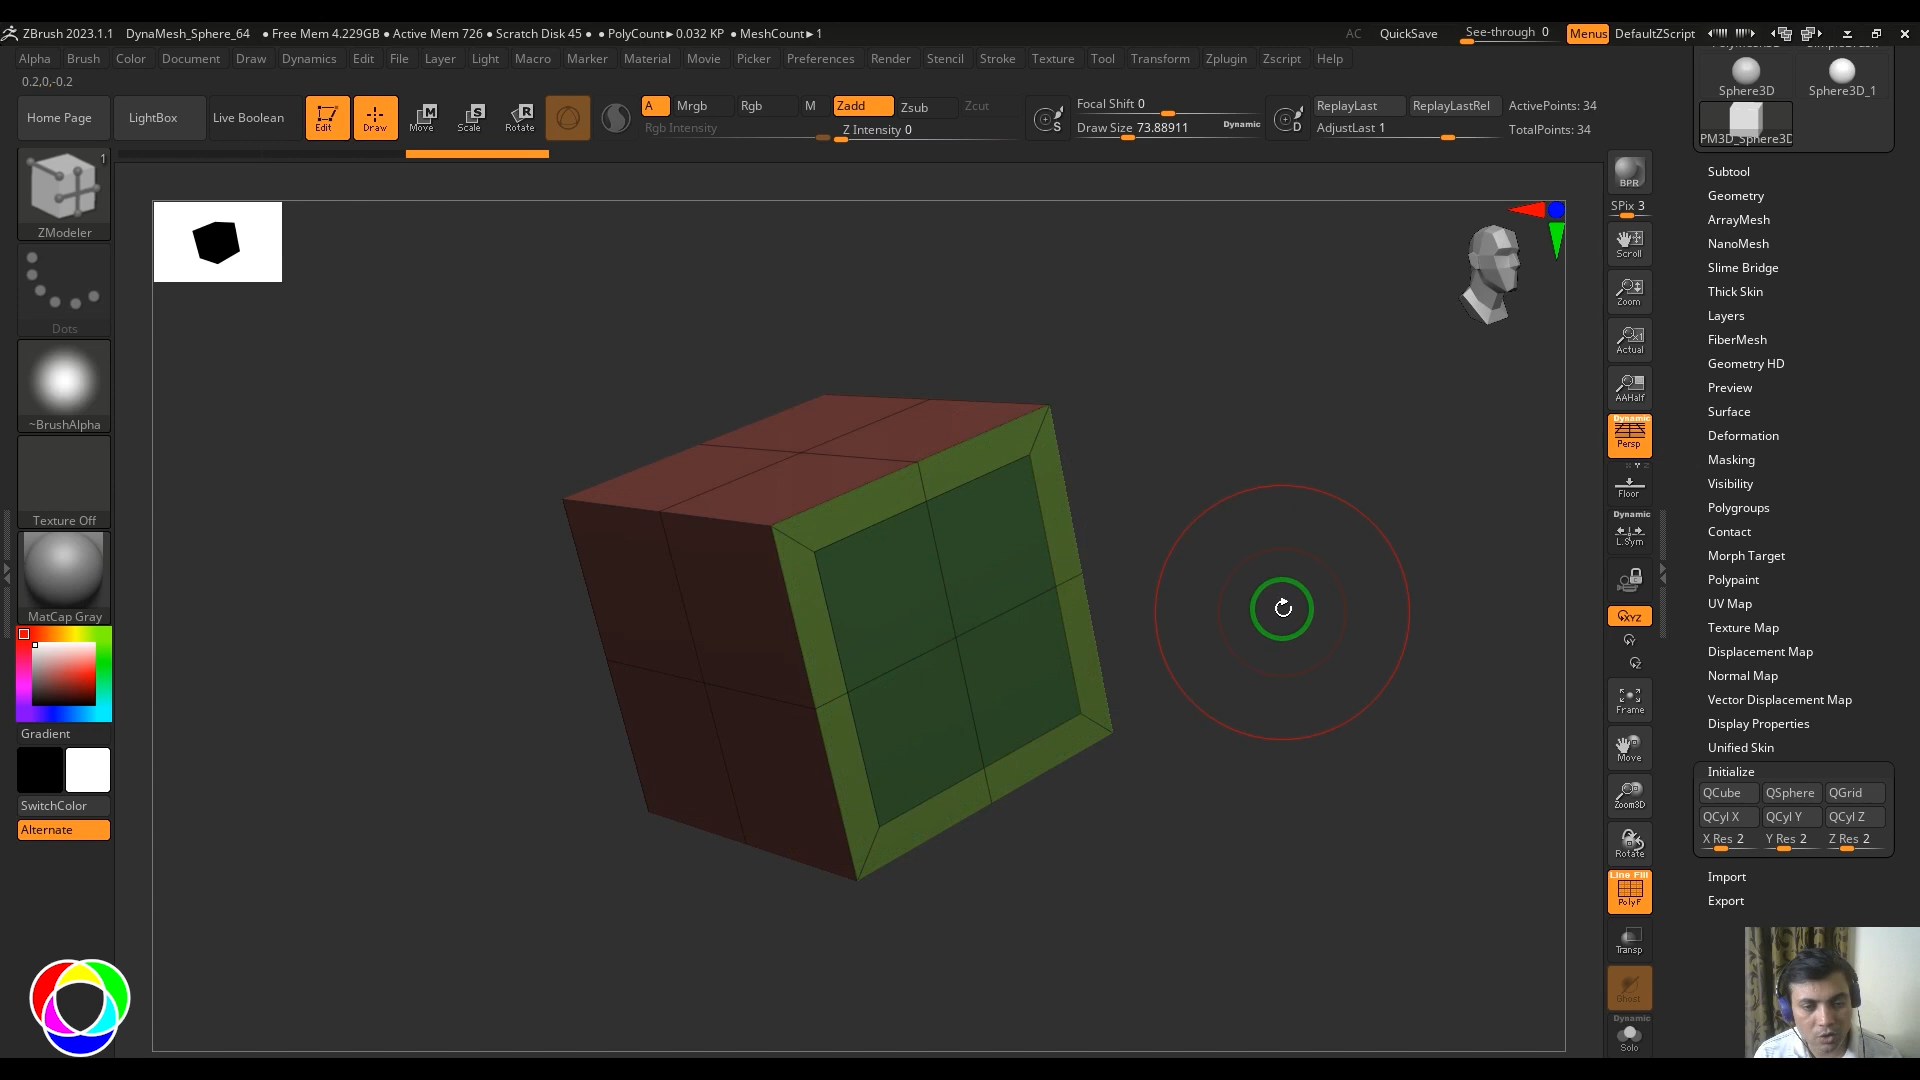 ZBrush 2023.1.1 DynaMesh_Sphere_64 ● Free Mem 4.229GB ● Active Mem 726 ● Scratch Disk 45 ● ● PolyCount► 0.032 KP ● MeshCount► 1 AC QuickSave See-through 0 Menus DefaultZScript
Alpha Brush Color Document Draw Dynamics Edit File Layer Light Macro Marker Material Movie Picker Preferences Render Stencil Stroke Texture Tool Transform Zplugin Zscript Help
0.2,0,-0.2
Home Page LightBox Live Boolean Edit Draw Move Scale Rotate
A Mrgb Rgb M Zadd Zsub Zcut
Rgb Intensity Z Intensity 0
S Focal Shift 0
Draw Size 73.88911 Dynamic
D ReplayLast ReplayLastRel ActivePoints: 34
AdjustLast 1 TotalPoints: 34
1
ZModeler
Dots
~BrushAlpha
Texture Off
MatCap Gray
Gradient
SwitchColor
Alternate
BPR
SPix 3
Scroll
Zoom
Actual
AAHalf
Dynamic
Persp
Floor
Dynamic
L.Sym
XYZ
Y
Z
Frame
Move
Zoom3D
Rotate
Line Fill
PolyF
Transp
Ghost
Dynamic
Solo
Sphere3D Sphere3D_1
PM3D_Sphere3D
Subtool
Geometry
ArrayMesh
NanoMesh
Slime Bridge
Thick Skin
Layers
FiberMesh
Geometry HD
Preview
Surface
Deformation
Masking
Visibility
Polygroups
Contact
Morph Target
Polypaint
UV Map
Texture Map
Displacement Map
Normal Map
Vector Displacement Map
Display Properties
Unified Skin
Initialize
QCube QSphere QGrid
QCyl X QCyl Y QCyl Z
X Res 2 Y Res 2 Z Res 2
Import
Export